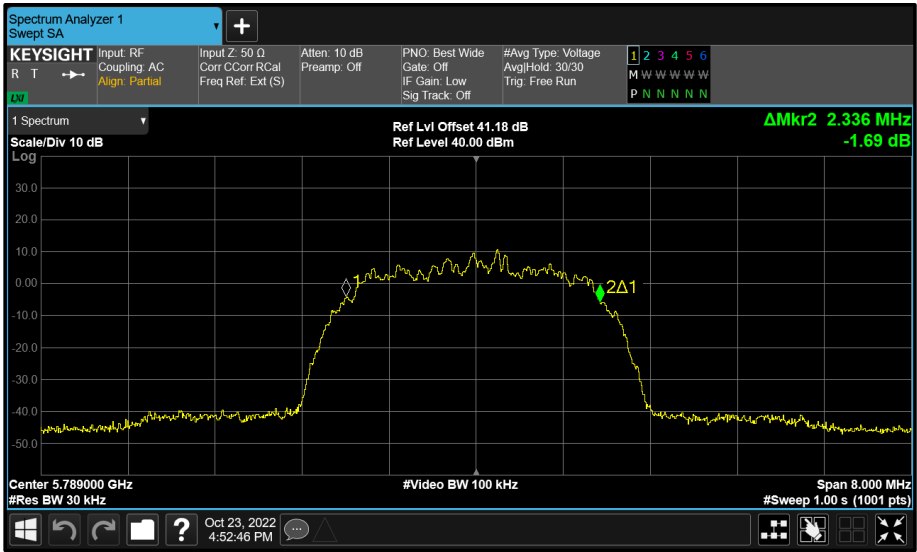 Spectrum Analyzer 1
Swept SA
+
KEYSIGHT
R T
LXI
Input: RF
Coupling: AC
Align: Partial
Input Z: 50 Ω
Corr CCorr RCal
Freq Ref: Ext (S)
Atten: 10 dB
Preamp: Off
PNO: Best Wide
Gate: Off
IF Gain: Low
Sig Track: Off
#Avg Type: Voltage
Avg|Hold: 30/30
Trig: Free Run
1 2 3 4 5 6
M W W W W W
P N N N N N
1 Spectrum
Scale/Div 10 dB
Log
Ref Lvl Offset 41.18 dB
Ref Level 40.00 dBm
ΔMkr2 2.336 MHz
-1.69 dB
30.0
20.0
10.0
0.00
-10.0
-20.0
-30.0
-40.0
-50.0
1
2Δ1
Center 5.789000 GHz
#Res BW 30 kHz
#Video BW 100 kHz
Span 8.000 MHz
#Sweep 1.00 s (1001 pts)
?
Oct 23, 2022
4:52:46 PM